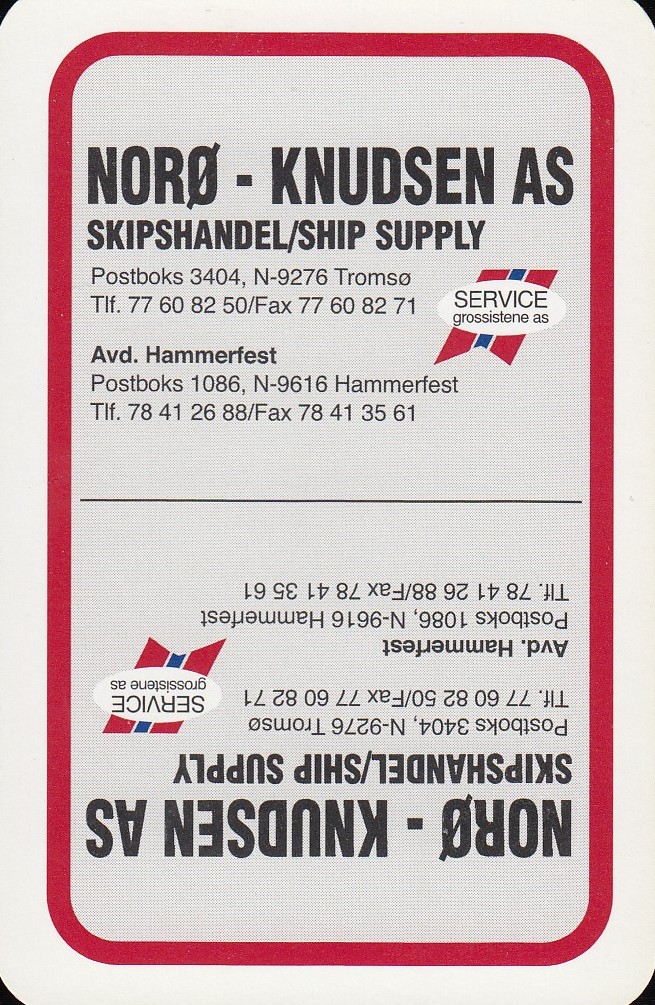 NORØ - KNUDSEN AS
SKIPSHANDEL/SHIP SUPPLY
Postboks 3404, N-9276 Tromsø
Tlf. 77 60 82 50/Fax 77 60 82 71
SERVICE
grossistene as
Avd. Hammerfest
Postboks 1086, N-9616 Hammerfest
Tlf. 78 41 26 88/Fax 78 41 35 61
NORØ - KNUDSEN AS
SKIPSHANDEL/SHIP SUPPLY
Postboks 3404, N-9276 Tromsø
Tlf. 77 60 82 50/Fax 77 60 82 71
SERVICE
grossistene as
Avd. Hammerfest
Postboks 1086, N-9616 Hammerfest
Tlf. 78 41 26 88/Fax 78 41 35 61